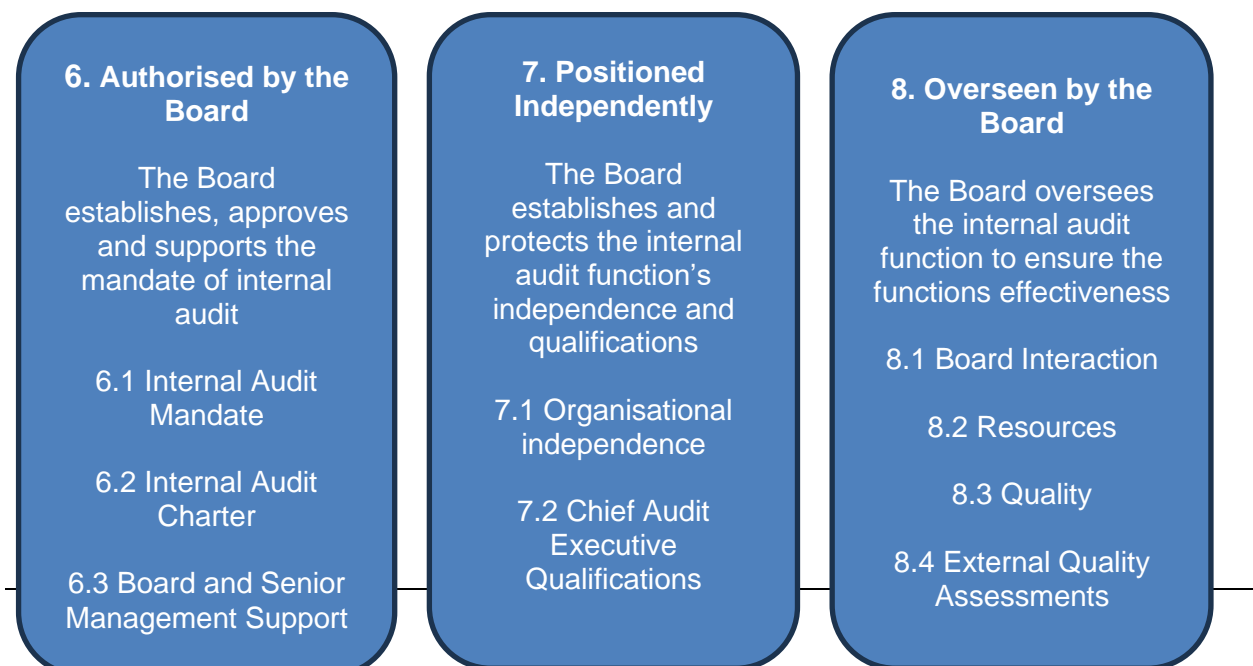 6. Authorised by the
Board
The Board
establishes, approves
and supports the
mandate of internal
audit
6.1 Internal Audit
Mandate
6.2 Internal Audit
Charter
6.3 Board and Senior
Management Support
7. Positioned
Independently
The Board
establishes and
protects the internal
audit function’s
independence and
qualifications
7.1 Organisational
independence
7.2 Chief Audit
Executive
Qualifications
8. Overseen by the
Board
The Board oversees
the internal audit
function to ensure the
functions effectiveness
8.1 Board Interaction
8.2 Resources
8.3 Quality
8.4 External Quality
Assessments